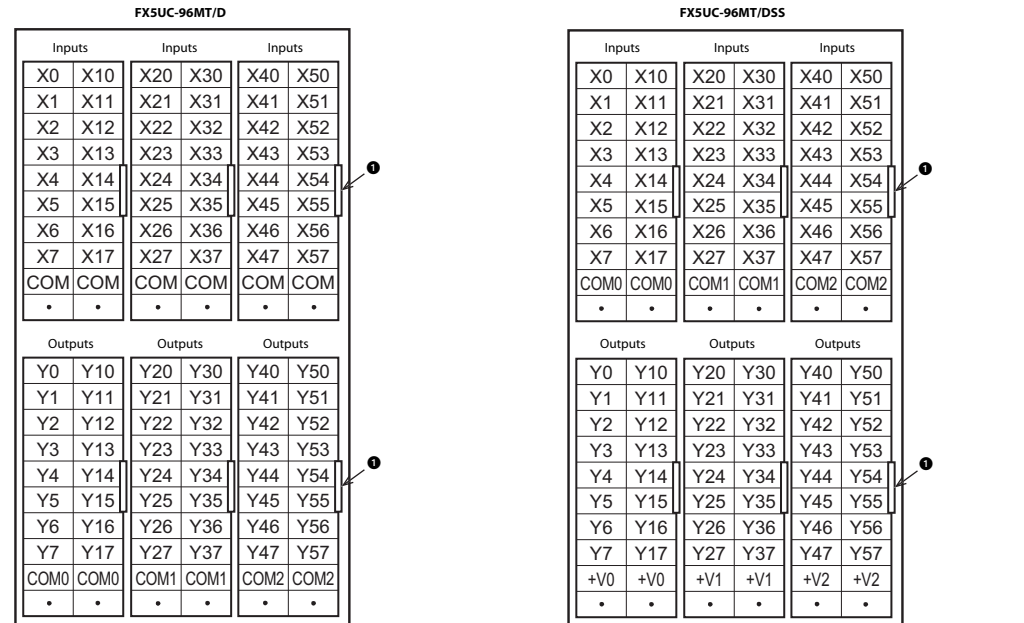 FX5UC-96MT/D
Inputs Inputs Inputs
X0 X10 X20 X30 X40 X50
X1 X11 X21 X31 X41 X51
X2 X12 X22 X32 X42 X52
X3 X13 X23 X33 X43 X53
X4 X14 X24 X34 X44 X54
X5 X15 X25 X35 X45 X55
X6 X16 X26 X36 X46 X56
X7 X17 X27 X37 X47 X57
COM COM COM COM COM COM
• • • • • •
❶
Outputs Outputs Outputs
Y0 Y10 Y20 Y30 Y40 Y50
Y1 Y11 Y21 Y31 Y41 Y51
Y2 Y12 Y22 Y32 Y42 Y52
Y3 Y13 Y23 Y33 Y43 Y53
Y4 Y14 Y24 Y34 Y44 Y54
Y5 Y15 Y25 Y35 Y45 Y55
Y6 Y16 Y26 Y36 Y46 Y56
Y7 Y17 Y27 Y37 Y47 Y57
COM0 COM0 COM1 COM1 COM2 COM2
• • • • • •
❶
FX5UC-96MT/DSS
Inputs Inputs Inputs
X0 X10 X20 X30 X40 X50
X1 X11 X21 X31 X41 X51
X2 X12 X22 X32 X42 X52
X3 X13 X23 X33 X43 X53
X4 X14 X24 X34 X44 X54
X5 X15 X25 X35 X45 X55
X6 X16 X26 X36 X46 X56
X7 X17 X27 X37 X47 X57
COM0 COM0 COM1 COM1 COM2 COM2
• • • • • •
❶
Outputs Outputs Outputs
Y0 Y10 Y20 Y30 Y40 Y50
Y1 Y11 Y21 Y31 Y41 Y51
Y2 Y12 Y22 Y32 Y42 Y52
Y3 Y13 Y23 Y33 Y43 Y53
Y4 Y14 Y24 Y34 Y44 Y54
Y5 Y15 Y25 Y35 Y45 Y55
Y6 Y16 Y26 Y36 Y46 Y56
Y7 Y17 Y27 Y37 Y47 Y57
+V0 +V0 +V1 +V1 +V2 +V2
• • • • • •
❶